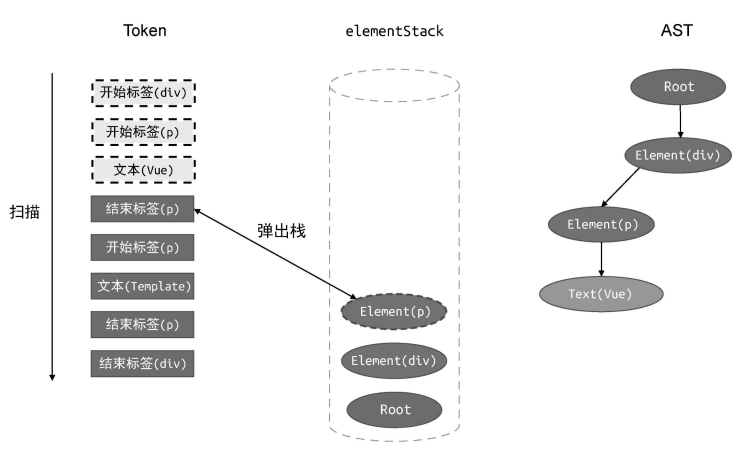 Token
elementStack
AST
扫描
开始标签(div)
开始标签(p)
文本(Vue)
结束标签(p)
开始标签(p)
文本(Template)
结束标签(p)
结束标签(div)
弹出栈
Element(p)
Element(div)
Root
Root
Element(div)
Element(p)
Text(Vue)